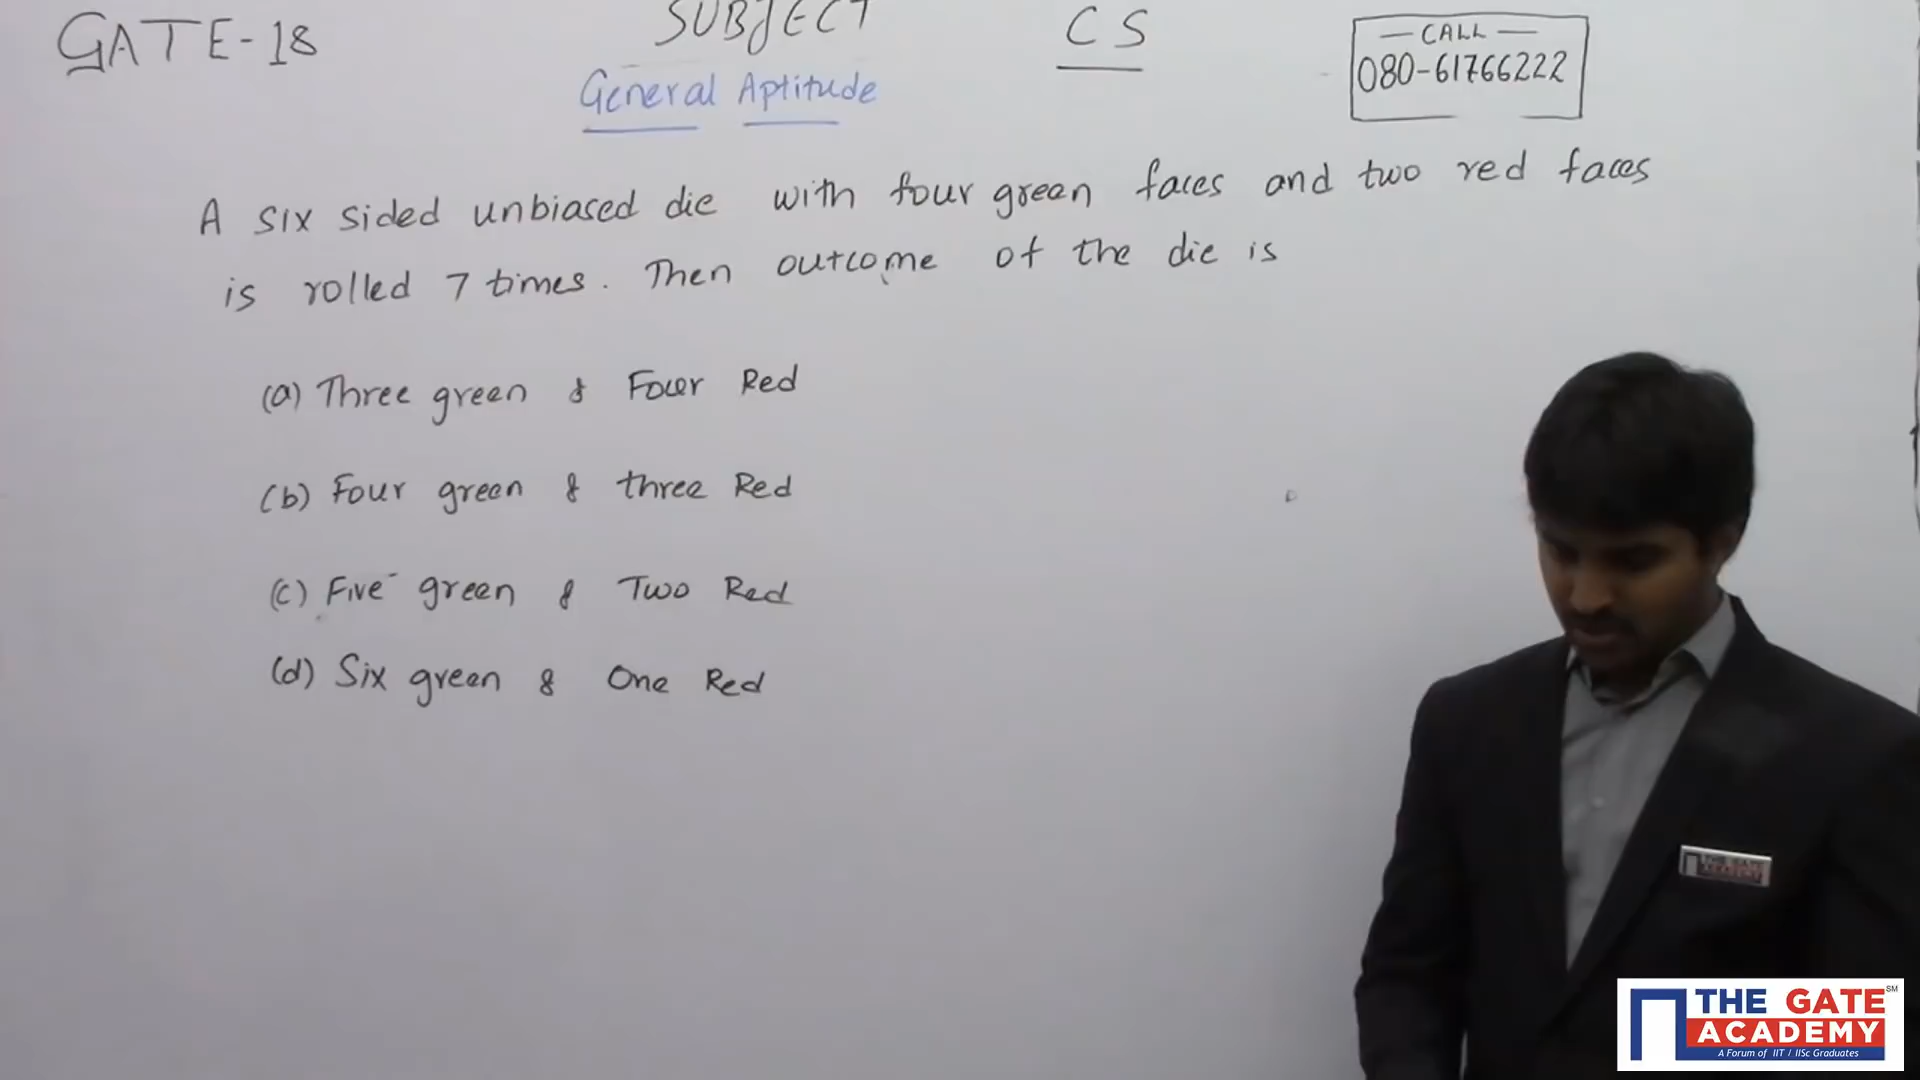 GATE-18
SUBJECT
CS
General Aptitude
CALL
080-61766222
A six sided unbiased die with four green faces and two red faces
is rolled 7 times. Then outcome of the die is
(a) Three green & Four Red
(b) Four green & three Red
(c) Five green & Two Red
(d) Six green & One Red
THE GATE SM
ACADEMY
A Forum of IIT / IISc Graduates